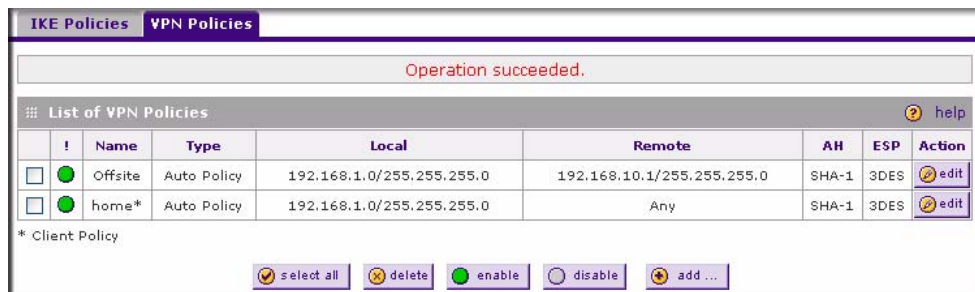 IKE Policies VPN Policies
Operation succeeded.
List of VPN Policies help
! Name Type Local Remote AH ESP Action
Offsite Auto Policy 192.168.1.0/255.255.255.0 192.168.10.1/255.255.255.0 SHA-1 3DES edit
home* Auto Policy 192.168.1.0/255.255.255.0 Any SHA-1 3DES edit
* Client Policy
select all delete enable disable add ...